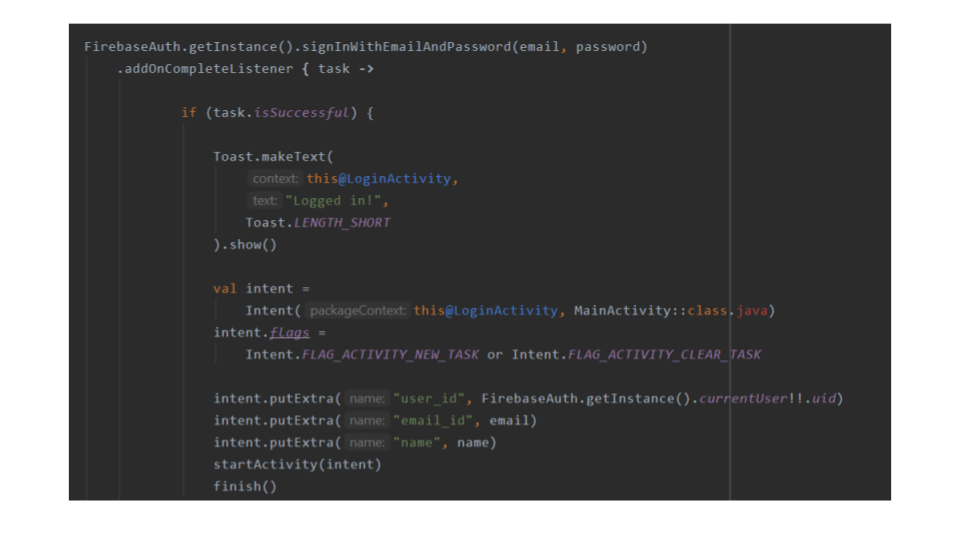 FirebaseAuth.getInstance().signInWithEmailAndPassword(email, password)
.addOnCompleteListener { task ->
if (task.isSuccessful) {
Toast.makeText(
context: this@LoginActivity,
text: "Logged in!",
Toast.LENGTH_SHORT
).show()
val intent =
Intent( packageContext: this@LoginActivity, MainActivity::class.java)
intent.flags =
Intent.FLAG_ACTIVITY_NEW_TASK or Intent.FLAG_ACTIVITY_CLEAR_TASK
intent.putExtra( name: "user_id", FirebaseAuth.getInstance().currentUser!!.uid)
intent.putExtra( name: "email_id", email)
intent.putExtra( name: "name", name)
startActivity(intent)
finish()